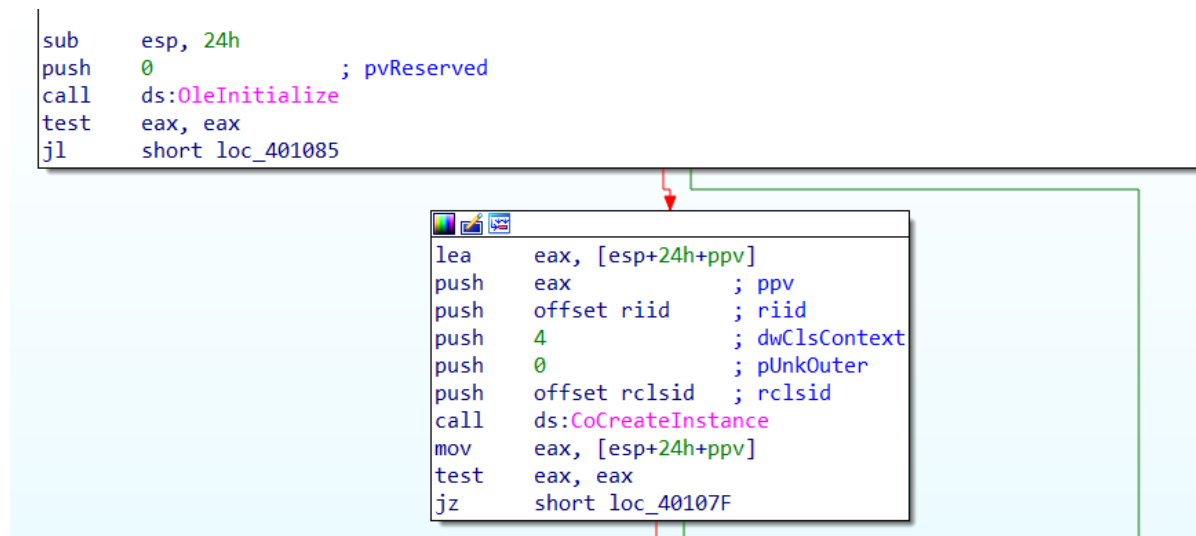 sub esp, 24h
push 0 ; pvReserved
call ds:OleInitialize
test eax, eax
jl short loc_401085
lea eax, [esp+24h+ppv]
push eax ; ppv
push offset riid ; riid
push 4 ; dwClsContext
push 0 ; pUnkOuter
push offset rclsid ; rclsid
call ds:CoCreateInstance
mov eax, [esp+24h+ppv]
test eax, eax
jz short loc_40107F